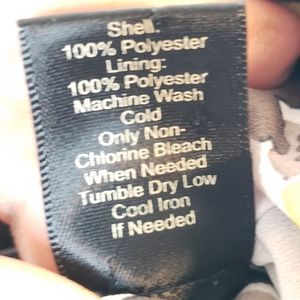 Shell:
100% Polyester
Lining:
100% Polyester
Machine Wash
Cold
Only Non-
Chlorine Bleach
When Needed
Tumble Dry Low
Cool Iron
If Needed